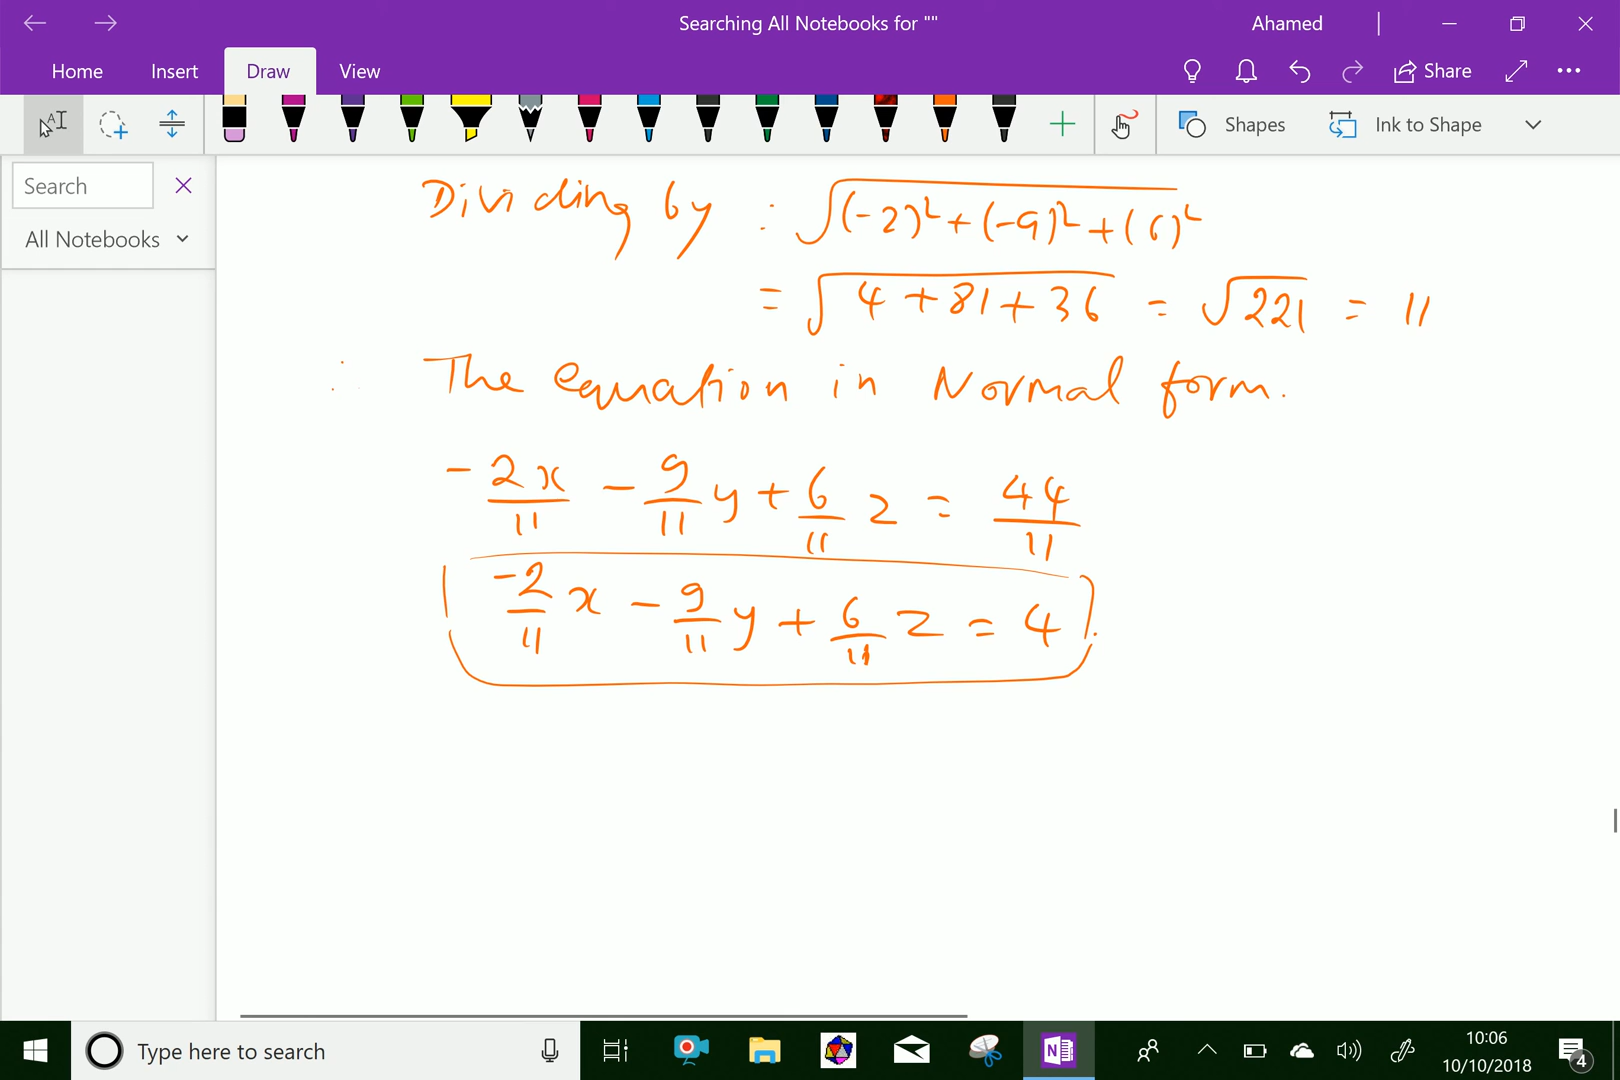 Searching All Notebooks for ""
Ahamed
Home Insert Draw View
Share
Shapes
Ink to Shape
Search
All Notebooks
Dividing by : √(-2)² + (-9)² + (6)²
= √4 + 81 + 36 = √221 = 11
∴ The equation in Normal form.
-2x/11 - 9/11 y + 6/11 z = 44/11
-2/11 x - 9/11 y + 6/11 z = 4.
Type here to search
10:06
10/10/2018
4